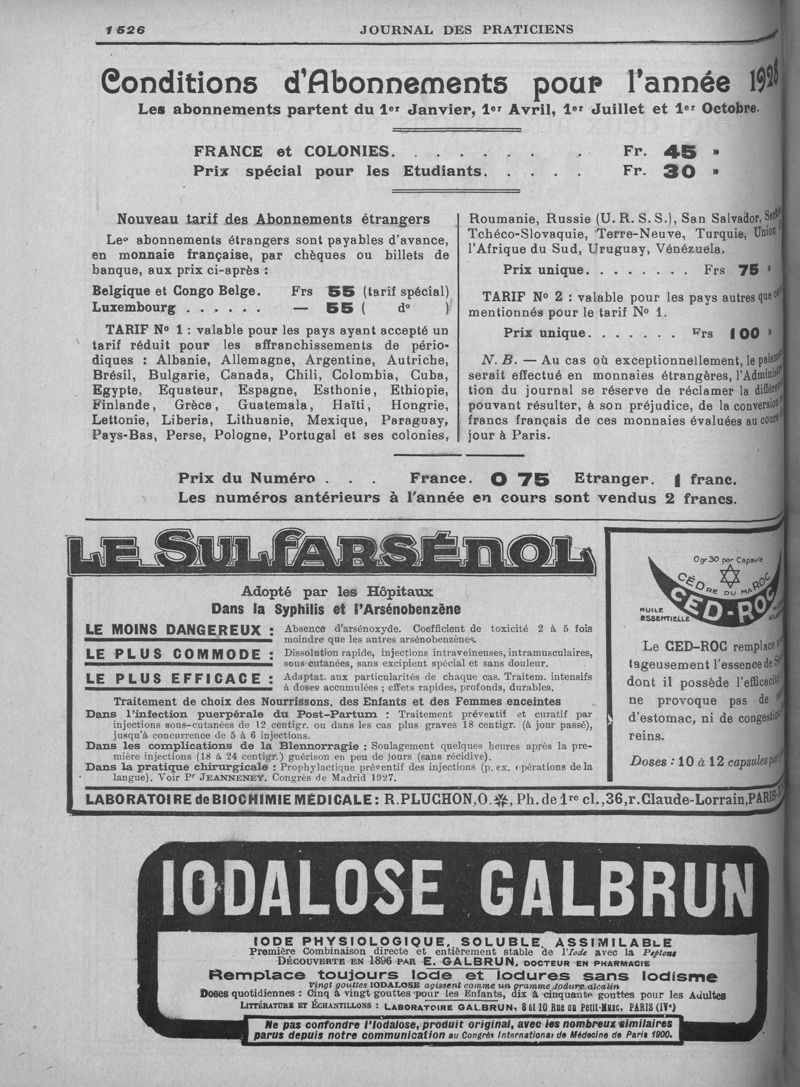 1526
JOURNAL DES PRATICIENS
Conditions d'Abonnements pour l'année 1928
Les abonnements partent du 1er Janvier, 1er Avril, 1er Juillet et 1er Octobre.
FRANCE et COLONIES. . . . . . . . Fr. 45 »
Prix spécial pour les Etudiants. . . . . Fr. 30 »
Nouveau tarif des Abonnements étrangers
Les abonnements étrangers sont payables d'avance,
en monnaie française, par chèques ou billets de
banque, aux prix ci-après :
Belgique et Congo Belge. Frs 55 (tarif spécial)
Luxembourg . . . . . . — 55 ( do )
TARIF No 1 : valable pour les pays ayant accepté un
tarif réduit pour les affranchissements de pério-
diques : Albanie, Allemagne, Argentine, Autriche,
Brésil, Bulgarie, Canada, Chili, Colombia, Cuba,
Egypte, Equateur, Espagne, Esthonie, Ethiopie,
Finlande, Grèce, Guatemala, Haïti, Hongrie,
Lettonie, Liberia, Lithuanie, Mexique, Paraguay,
Pays-Bas, Perse, Pologne, Portugal et ses colonies,
Roumanie, Russie (U. R. S. S.), San Salvador,
Tchéco-Slovaquie, Terre-Neuve, Turquie, Union
l'Afrique du Sud, Uruguay, Vénézuela.
Prix unique. . . . . . . . Frs 75 »
TARIF No 2 : valable pour les pays autres que
mentionnés pour le tarif No 1.
Prix unique. . . . . . . Frs 100 »
N. B. — Au cas où exceptionnellement, le
serait effectué en monnaies étrangères,
tion du journal se réserve de réclamer la
pouvant résulter, à son préjudice, de la conversion
francs français de ces monnaies évaluées au cours
jour à Paris.
Prix du Numéro . . . France. 0 75 Etranger. 1 franc.
Les numéros antérieurs à l'année en cours sont vendus 2 francs.
LE SULFARSÉNOL
Adopté par les Hôpitaux
Dans la Syphilis et l'Arsénobenzène
LE MOINS DANGEREUX : Absence d'arsénoxyde. Coefficient de toxicité 2 à 5 fois
moindre que les autres arsénobenzènes.
LE PLUS COMMODE : Dissolution rapide, injections intraveineuses, intramusculaires,
sous-cutanées, sans excipient spécial et sans douleur.
LE PLUS EFFICACE : Adaptat. aux particularités de chaque cas. Traitem. intensifs
à doses accumulées ; effets rapides, profonds, durables.
Traitement de choix des Nourrissons, des Enfants et des Femmes enceintes
Dans l'infection puerpérale du Post-Partum : Traitement préventif et curatif par
injections sous-cutanées de 12 centigr. ou dans les cas plus graves 18 centigr. (à jour passé),
jusqu'à concurrence de 5 à 6 injections.
Dans les complications de la Blennorragie : Soulagement quelques heures après la pre-
mière injections (18 à 24 centigr.) guérison en peu de jours (sans récidive).
Dans la pratique chirurgicale : Prophylactique préventif des injections (p. ex. opérations de la
langue). Voir Pr JEANNENEY. Congrès de Madrid 1927.
0 gr 30 par Capsule
CÈDRE DU MAROC
CED-ROC
HUILE
ESSENTIELLE
Le CED-ROC remplace
tageusement l'essence de
dont il possède l'efficacité
ne provoque pas de
d'estomac, ni de congestion
reins.
Doses : 10 à 12 capsules par
LABORATOIRE de BIOCHIMIE MÉDICALE : R. PLUCHON, O. ✻, Ph. de 1re cl., 36, r. Claude-Lorrain, PARIS
IODALOSE GALBRUN
IODE PHYSIOLOGIQUE, SOLUBLE, ASSIMILABLE
Première Combinaison directe et entièrement stable de l'Iode avec la Peptone
DÉCOUVERTE EN 1896 PAR E. GALBRUN, DOCTEUR EN PHARMACIE
Remplace toujours Iode et Iodures sans Iodisme
Vingt gouttes IODALOSE agissent comme un gramme Iodure alcalin
Doses quotidiennes : Cinq à vingt gouttes pour les Enfants, dix à cinquante gouttes pour les Adultes
LITTÉRATURE ET ÉCHANTILLONS : LABORATOIRE GALBRUN, 8 et 10 Rue du Petit-Musc, PARIS (IVe)
Ne pas confondre l'Iodalose, produit original, avec les nombreux similaires
parus depuis notre communication au Congrès International de Médecine de Paris 1900.